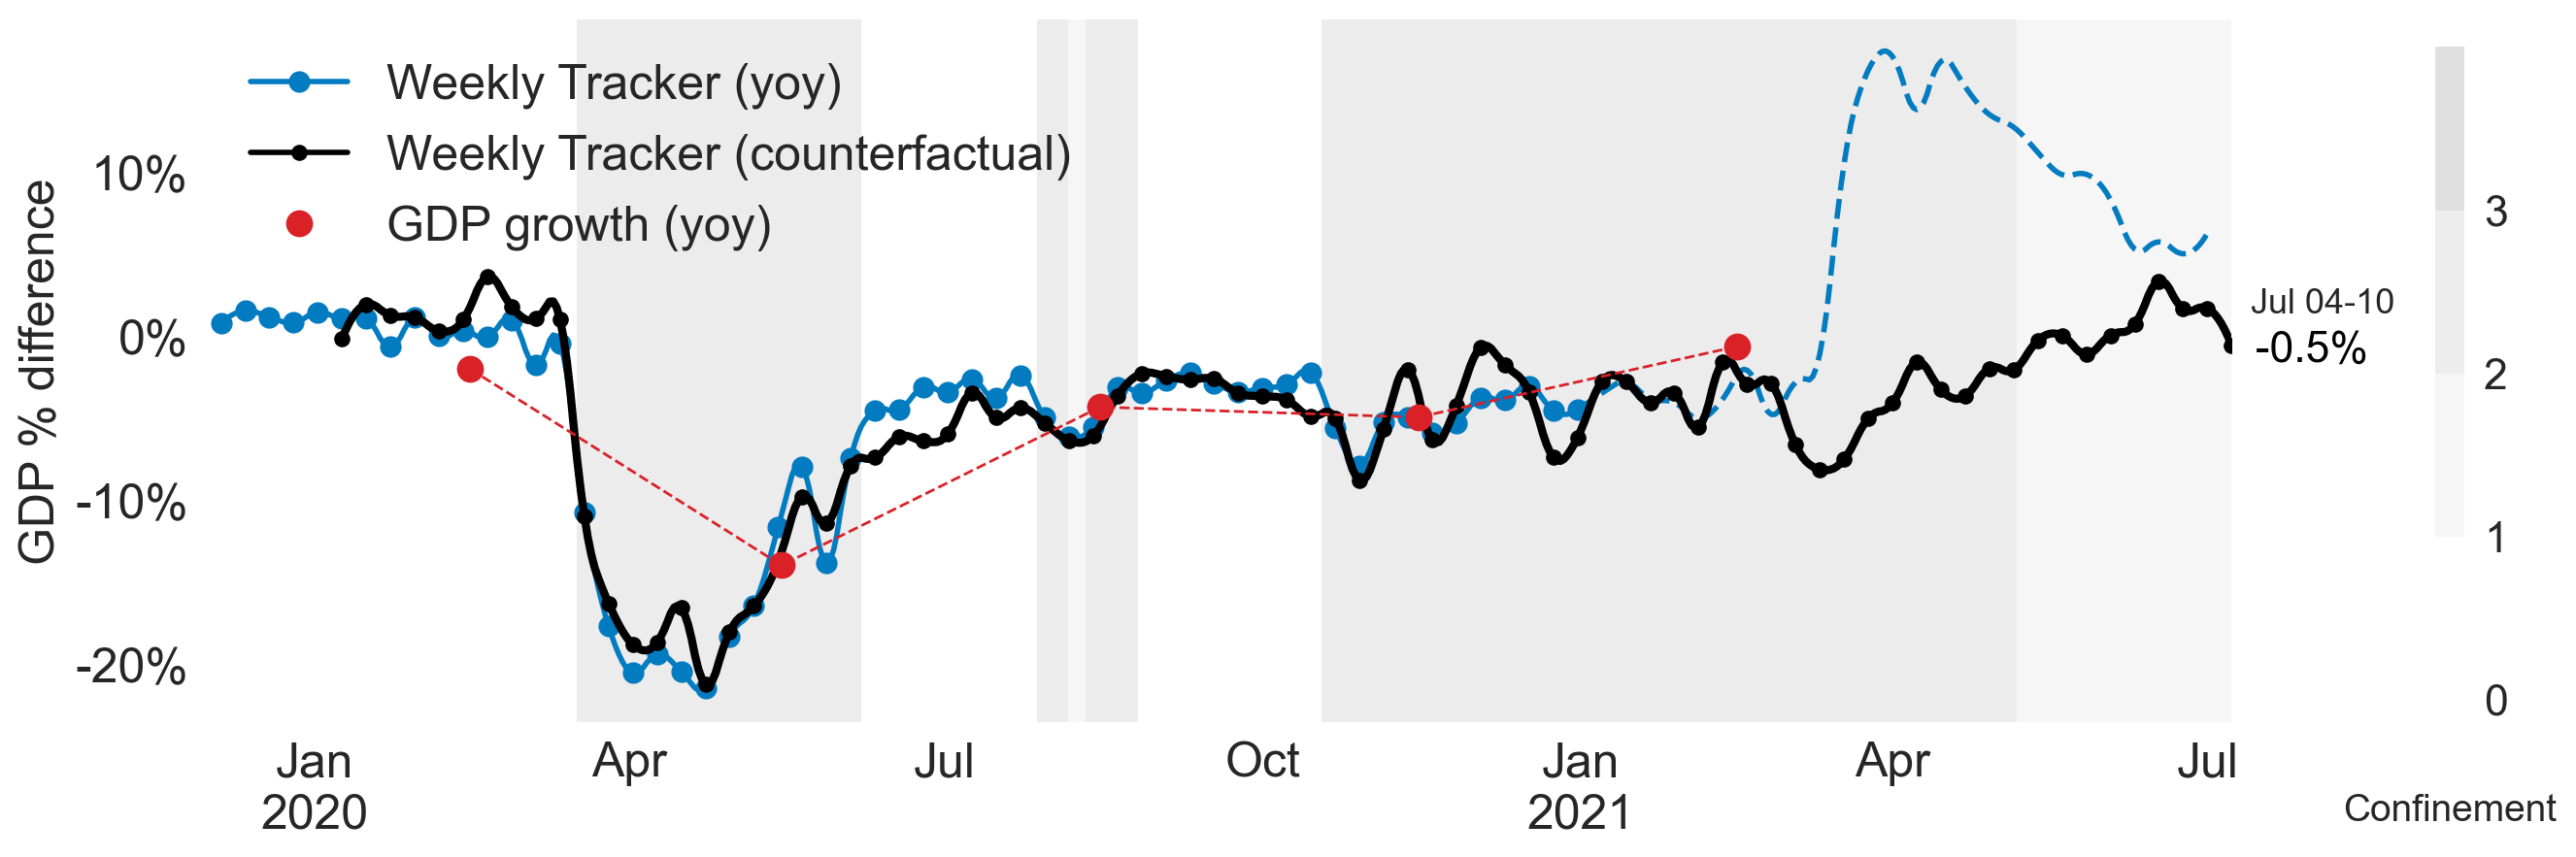 Weekly Tracker (yoy)
Weekly Tracker (counterfactual)
GDP growth (yoy)
GDP % difference
10%
0%
-10%
-20%
Jan
2020
Apr
Jul
Oct
Jan
2021
Apr
Jul
Jul 04-10
-0.5%
3
2
1
0
Confinement